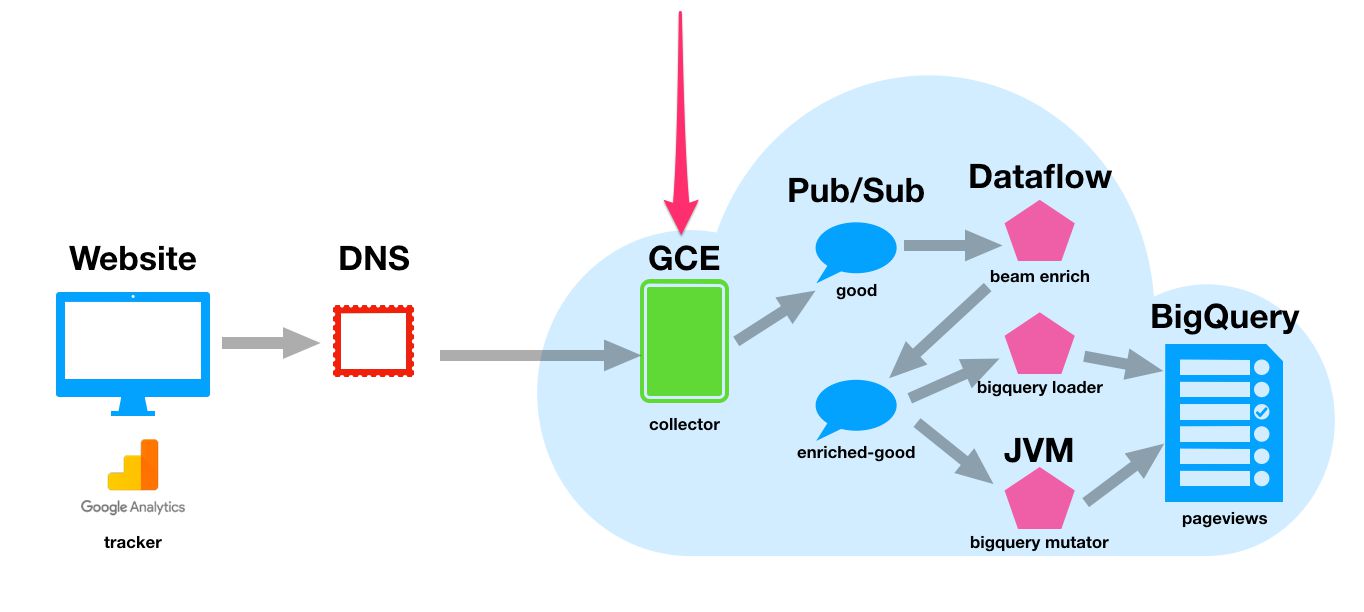 Website
Google Analytics
tracker
DNS
GCE
collector
Pub/Sub
good
enriched-good
Dataflow
beam enrich
bigquery loader
JVM
bigquery mutator
BigQuery
pageviews